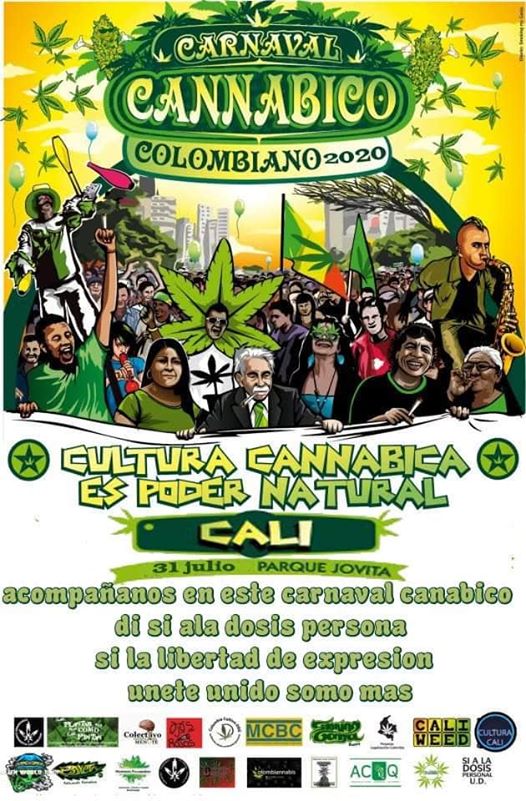 CARNAVAL
CANNABICO
COLOMBIANO 2020
CULTURA CANNABICA
ES PODER NATURAL
CALI
31 julio PARQUE JOVITA
acompañanos en este carnaval canabico
di si ala dosis persona
si la libertad de expresion
unete unido somo mas
MCBC
CALI
WEED
CULTURA
CALI
Colectivo
ACOQ
SI A LA
DOSIS
PERSONAL
U.D.